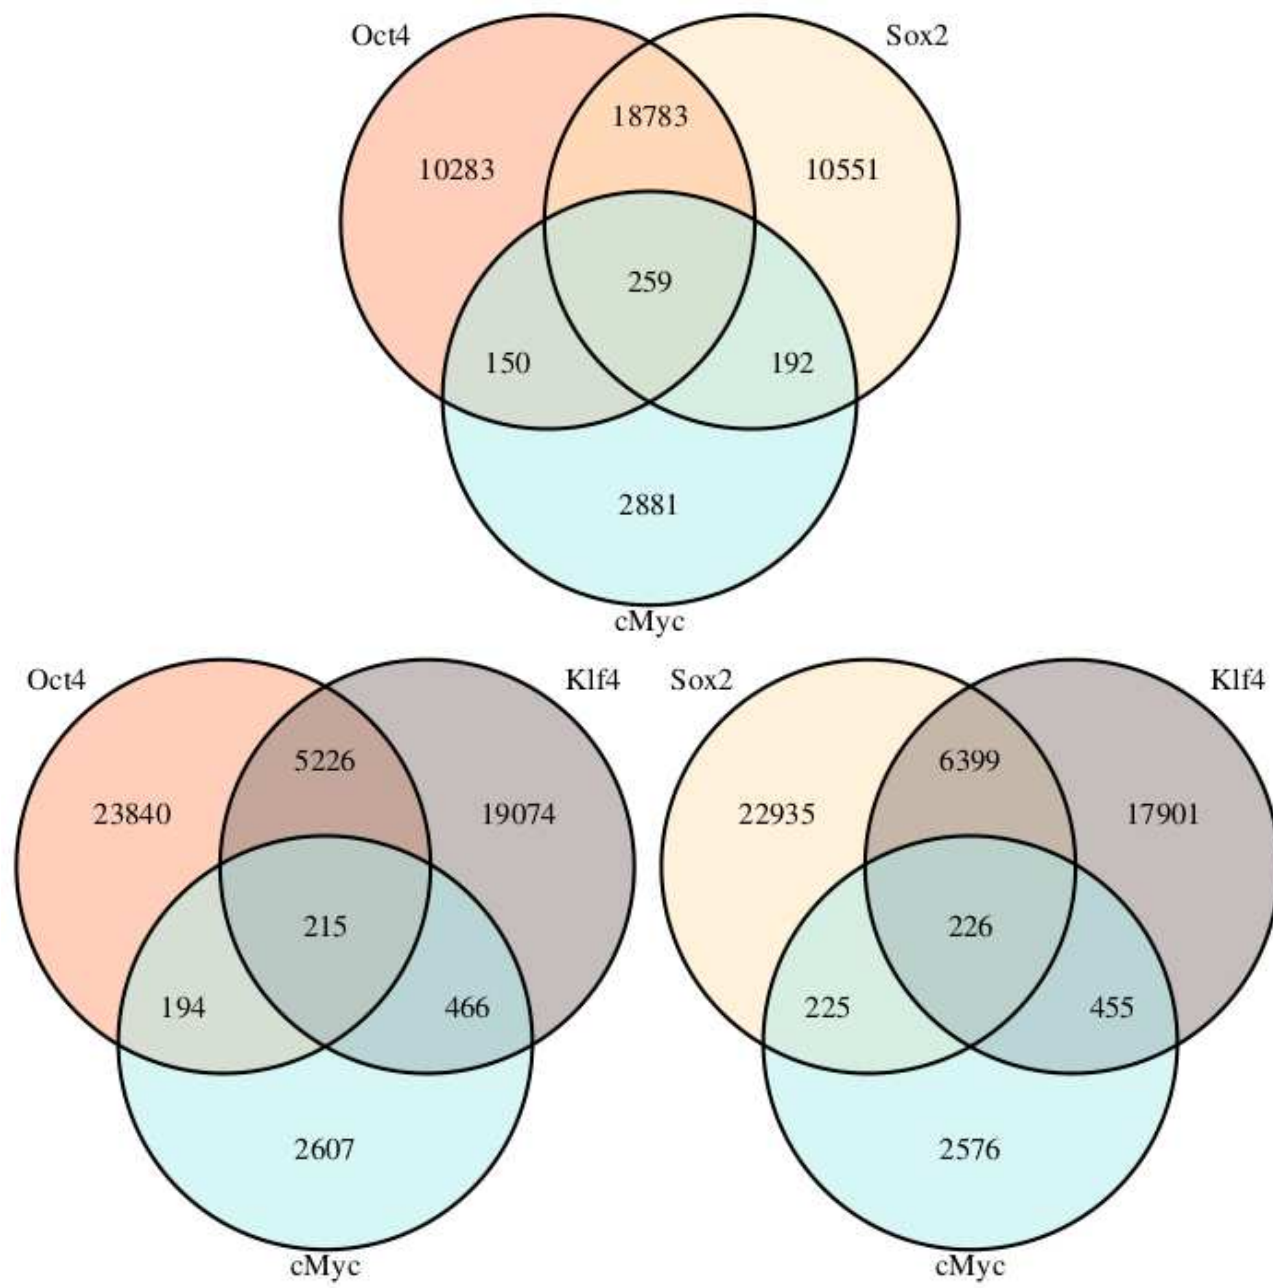 Oct4 Sox2
18783
10283 10551
259
150 192
2881
cMyc
Oct4 Klf4 Sox2 Klf4
5226 6399
23840 19074 22935 17901
215 226
194 466 225 455
2607 2576
cMyc cMyc